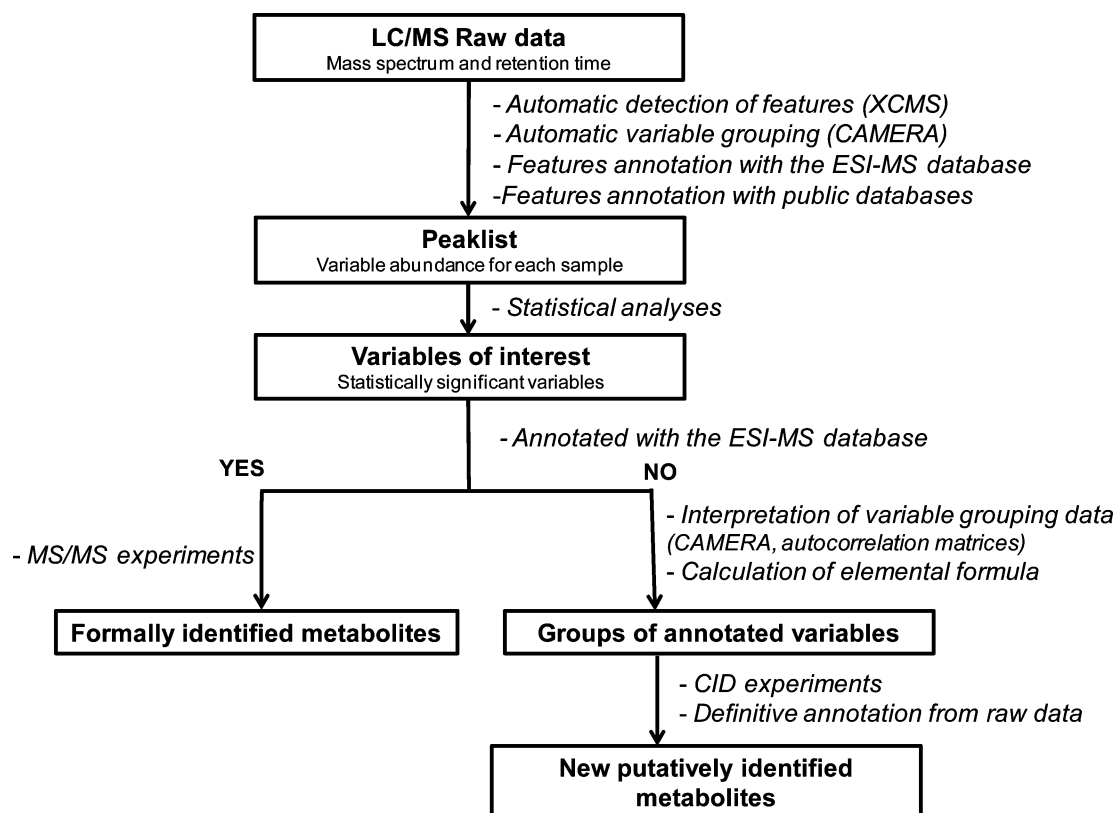 LC/MS Raw data
Mass spectrum and retention time
- Automatic detection of features (XCMS)
- Automatic variable grouping (CAMERA)
- Features annotation with the ESI-MS database
-Features annotation with public databases
Peaklist
Variable abundance for each sample
- Statistical analyses
Variables of interest
Statistically significant variables
- Annotated with the ESI-MS database
YES
NO
- MS/MS experiments
- Interpretation of variable grouping data
(CAMERA, autocorrelation matrices)
- Calculation of elemental formula
Formally identified metabolites
Groups of annotated variables
- CID experiments
- Definitive annotation from raw data
New putatively identified
metabolites